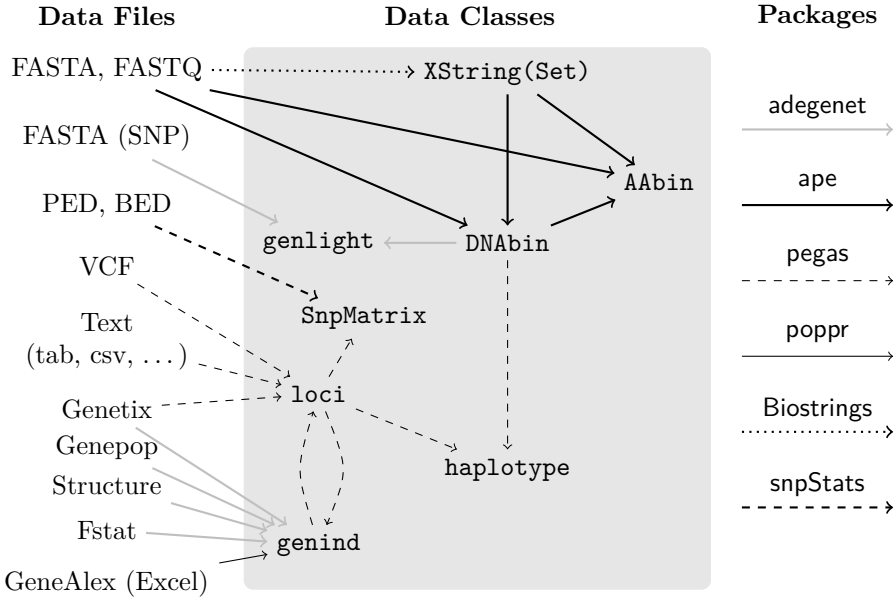 Data Files
Data Classes
Packages
FASTA, FASTQ
XString(Set)
adegenet
FASTA (SNP)
AAbin
ape
PED, BED
genlight
DNAbin
pegas
VCF
SnpMatrix
Text
(tab, csv, ...)
poppr
loci
Genetix
Biostrings
Genepop
haplotype
Structure
snpStats
Fstat
genind
GeneAlex (Excel)